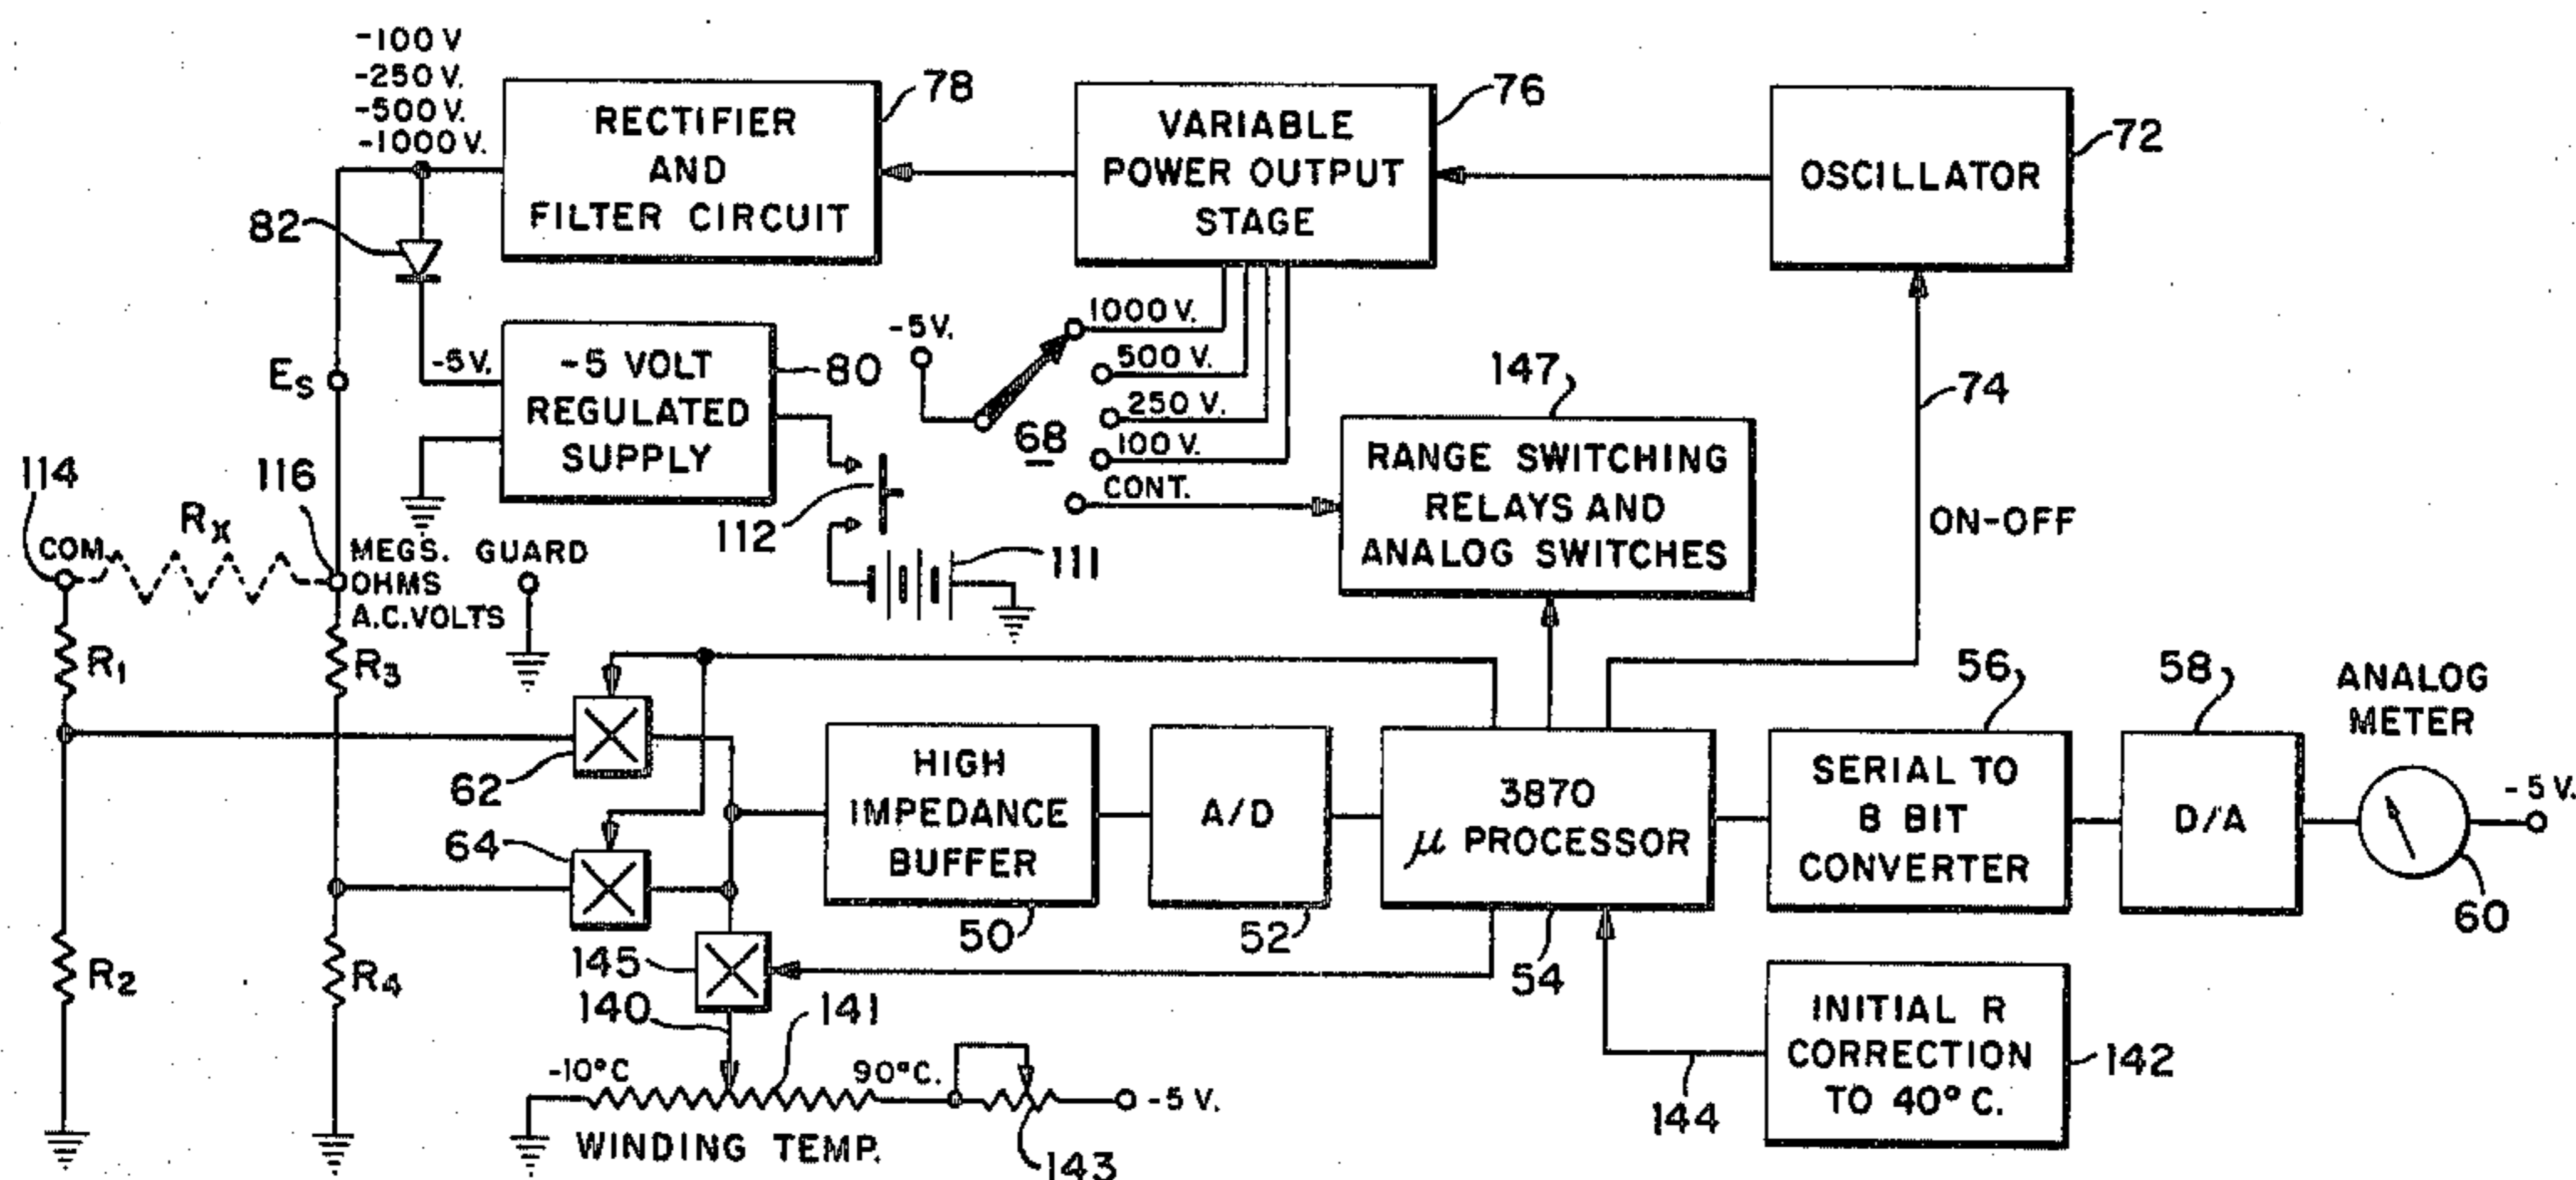 -100 V
-250 V.
-500 V.
-1000 V.
RECTIFIER
AND
FILTER CIRCUIT
78
VARIABLE
POWER OUTPUT
STAGE
76
OSCILLATOR
72
82
-5 V.
-5 VOLT
REGULATED
SUPPLY
80
-5 V.
1000 V.
500 V.
250 V.
100 V.
CONT.
68
147
RANGE SWITCHING
RELAYS AND
ANALOG SWITCHES
74
ON-OFF
ES
114
COM.
RX
116
MEGS.
OHMS
A.C. VOLTS
GUARD
112
111
R1
R3
62
64
R2
R4
HIGH
IMPEDANCE
BUFFER
50
A/D
52
3870
μ PROCESSOR
54
56
SERIAL TO
8 BIT
CONVERTER
58
D/A
ANALOG
METER
-5 V.
60
145
140
141
-10°C
90°C.
-5 V.
WINDING TEMP.
143
144
INITIAL R
CORRECTION
TO 40°C.
142